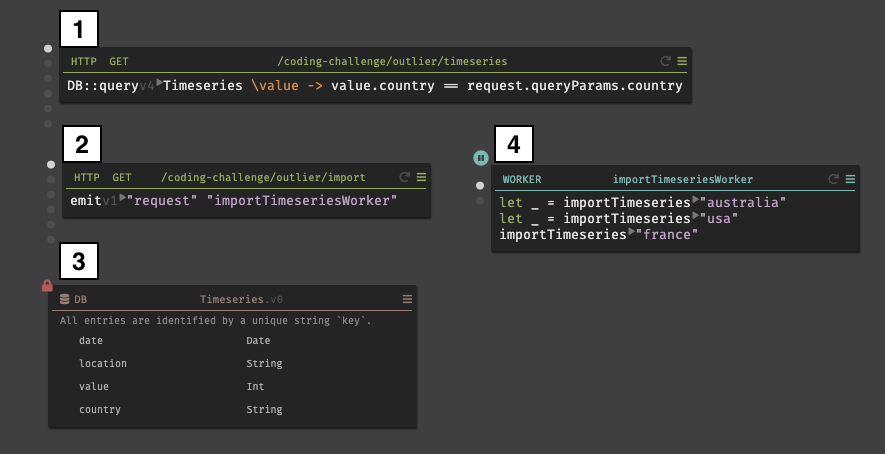 1
HTTP GET /coding-challenge/outlier/timeseries
DB::queryv4 Timeseries \value -> value.country == request.queryParams.country
2
HTTP GET /coding-challenge/outlier/import
emitv1 "request" "importTimeseriesWorker"
3
DB Timeseries.v0
All entries are identified by a unique string `key`.
date Date
location String
value Int
country String
4
WORKER importTimeseriesWorker
let _ = importTimeseries "australia"
let _ = importTimeseries "usa"
importTimeseries "france"